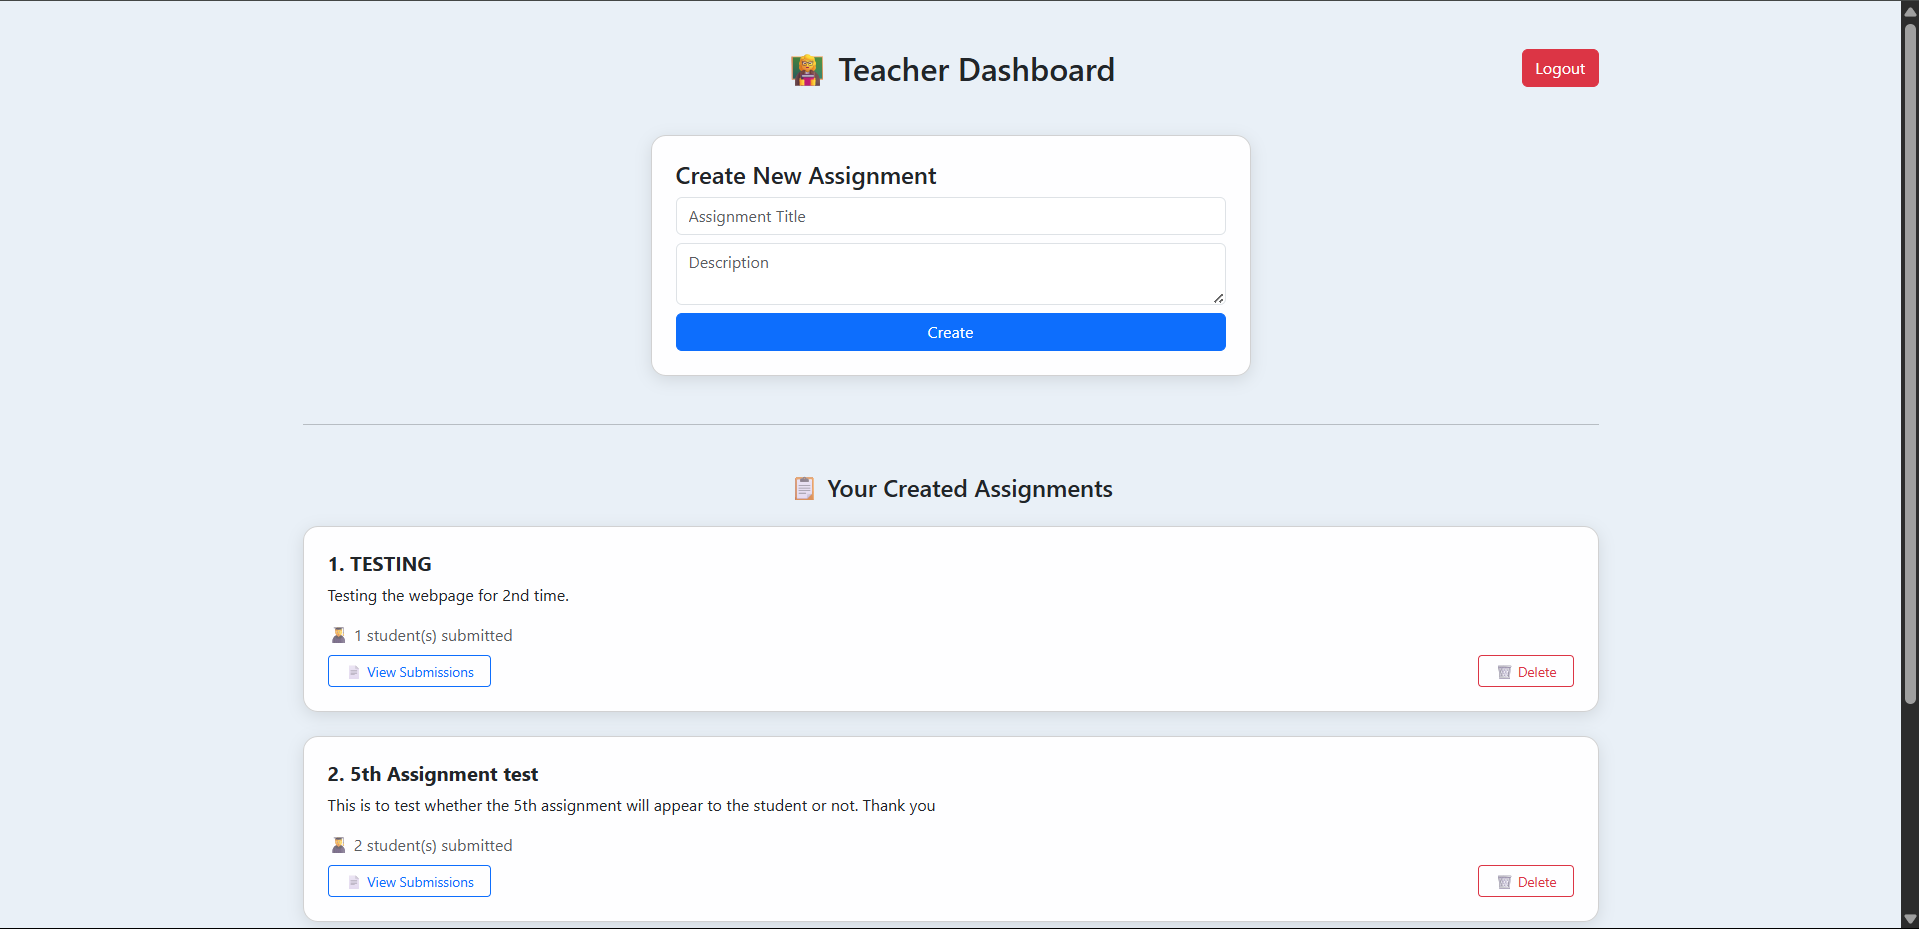 Teacher Dashboard
Logout
Create New Assignment
Assignment Title
Description
Create
Your Created Assignments
1. TESTING
Testing the webpage for 2nd time.
1 student(s) submitted
View Submissions
Delete
2. 5th Assignment test
This is to test whether the 5th assignment will appear to the student or not. Thank you
2 student(s) submitted
View Submissions
Delete